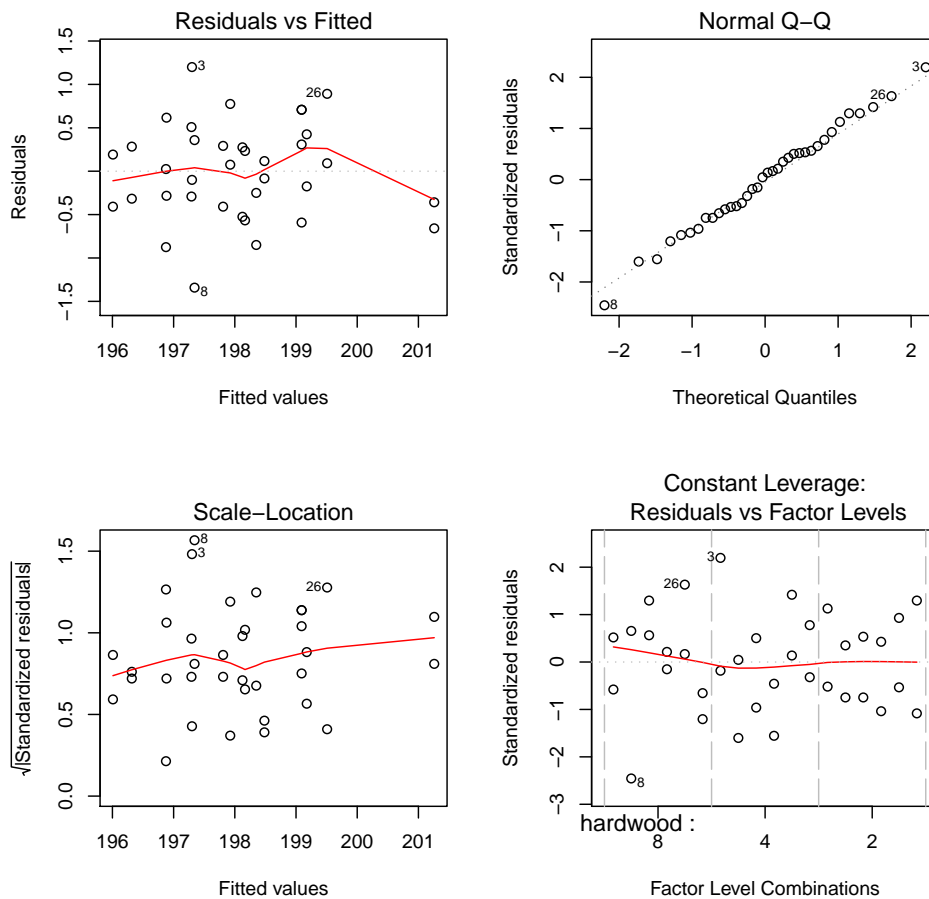 Residuals vs Fitted
Residuals
1.5
1.0
0.5
−0.5
−1.5
3
26
8
196 197 198 199 200 201
Fitted values
Normal Q−Q
Standardized residuals
2
1
0
−1
−2
3
26
8
−2 −1 0 1 2
Theoretical Quantiles
Scale−Location
√|Standardized residuals|
1.5
1.0
0.5
0.0
8
3
26
196 197 198 199 200 201
Fitted values
Constant Leverage:
Residuals vs Factor Levels
Standardized residuals
2
1
0
−1
−2
−3
3
26
8
hardwood :
8 4 2
Factor Level Combinations